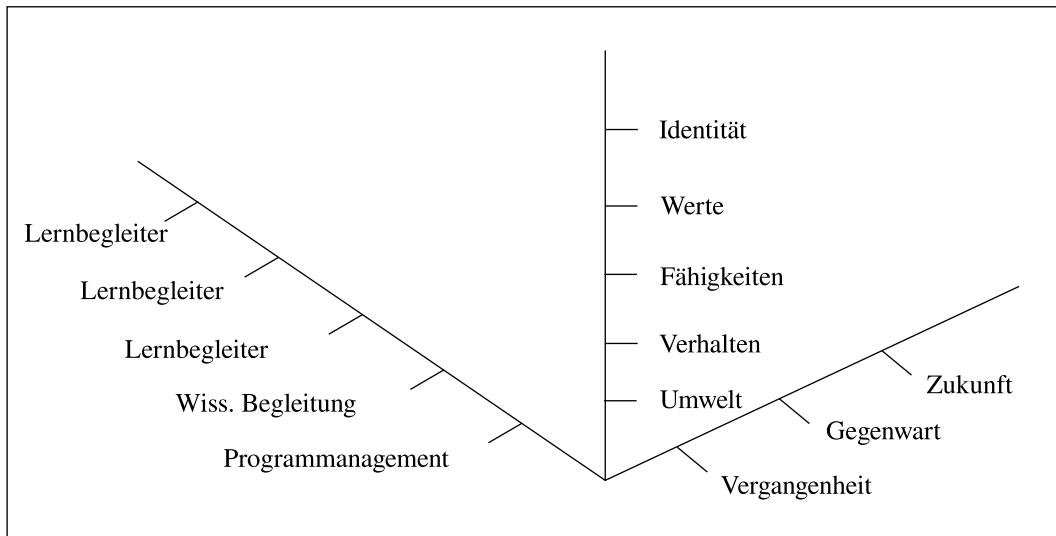 Identität
Werte
Fähigkeiten
Verhalten
Umwelt
Lernbegleiter
Lernbegleiter
Lernbegleiter
Wiss. Begleitung
Programmanagement
Zukunft
Gegenwart
Vergangenheit